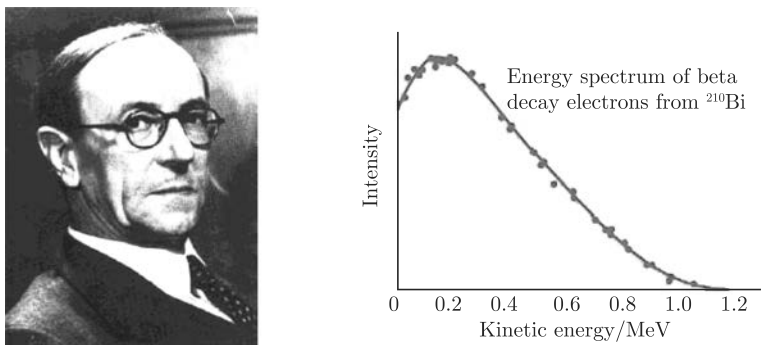 Energy spectrum of beta
decay electrons from ²¹⁰Bi
Intensity
0 0.2 0.4 0.6 0.8 1.0 1.2
Kinetic energy/MeV